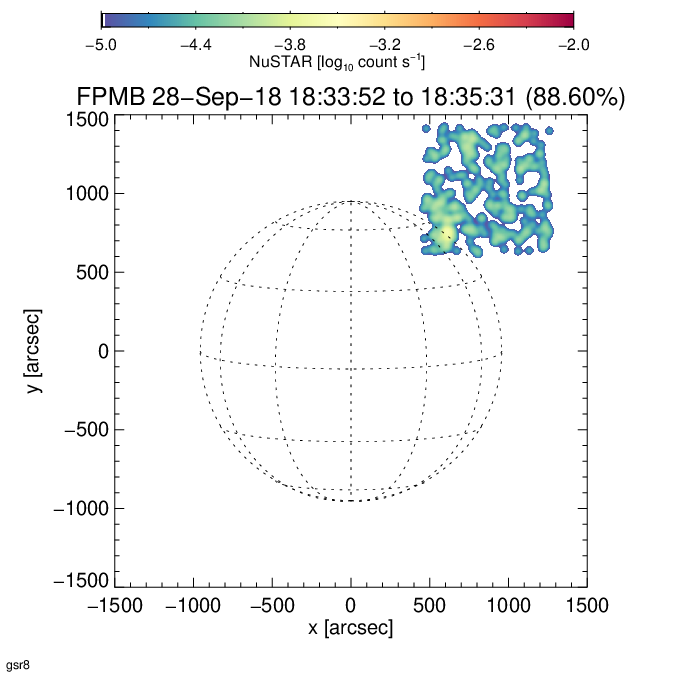 −5.0 −4.4 −3.8 −3.2 −2.6 −2.0
NuSTAR [log₁₀ count s⁻¹]
FPMB 28−Sep−18 18:33:52 to 18:35:31 (88.60%)
1500
1000
500
0
−500
−1000
−1500
y [arcsec]
−1500 −1000 −500 0 500 1000 1500
x [arcsec]
gsr8